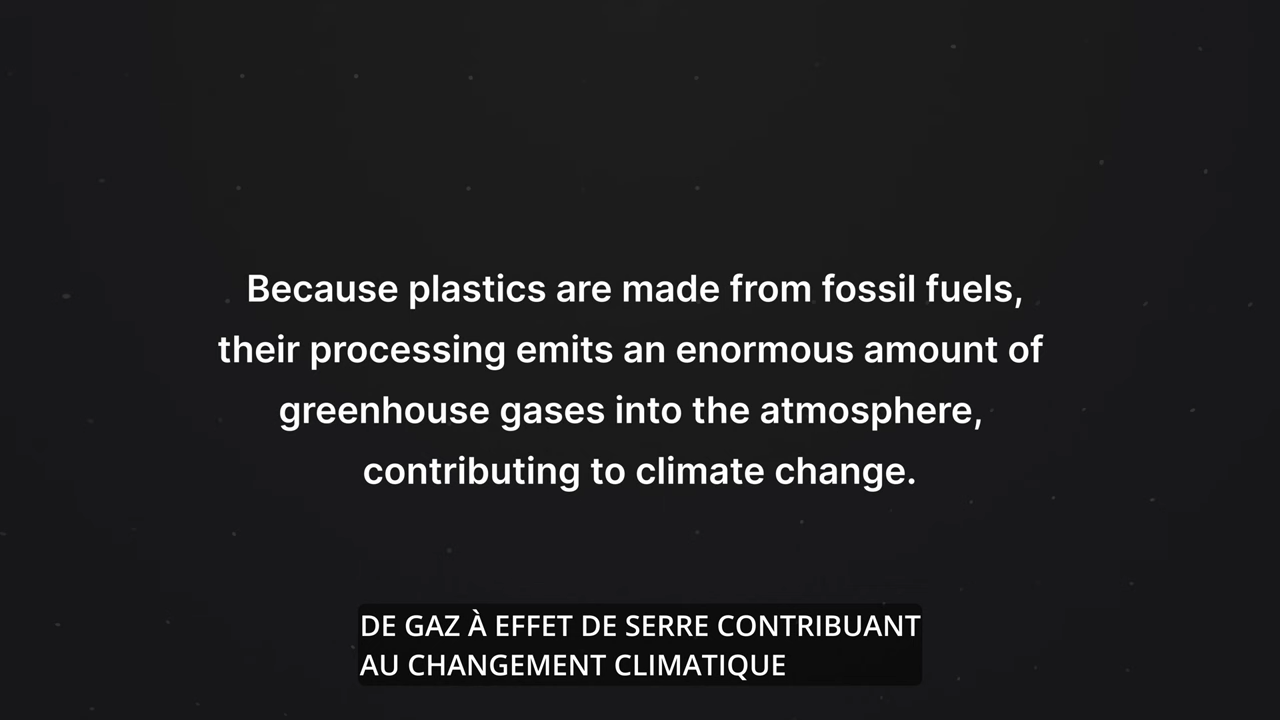 Because plastics are made from fossil fuels,
their processing emits an enormous amount of
greenhouse gases into the atmosphere,
contributing to climate change.
DE GAZ À EFFET DE SERRE CONTRIBUANT
AU CHANGEMENT CLIMATIQUE